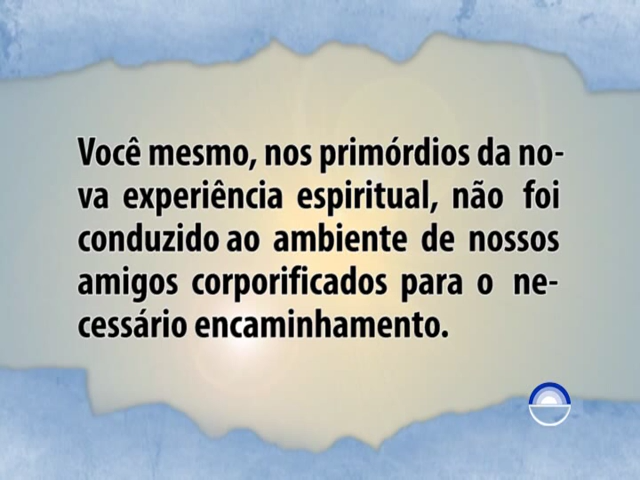 Você mesmo, nos primórdios da no-
va experiência espiritual, não foi
conduzido ao ambiente de nossos
amigos corporificados para o ne-
cessário encaminhamento.